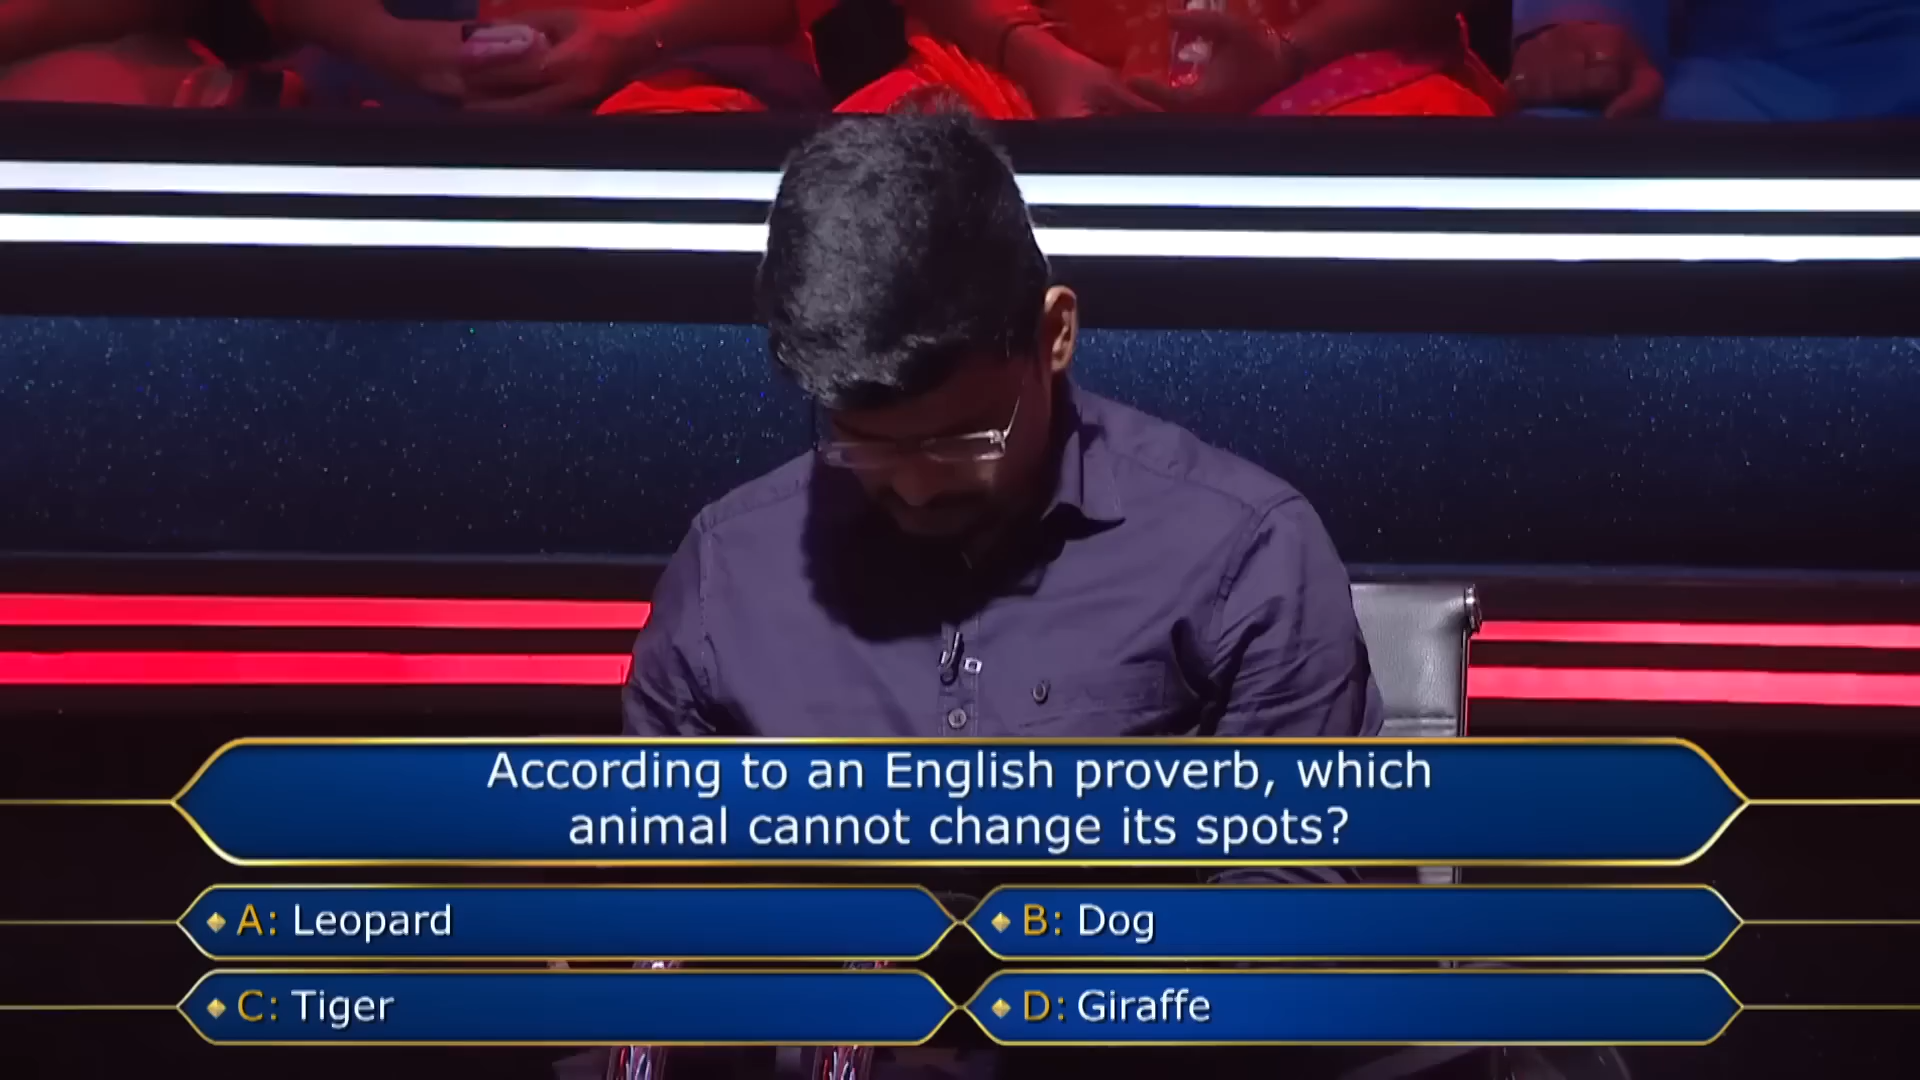 According to an English proverb, which
animal cannot change its spots?
A: Leopard
B: Dog
C: Tiger
D: Giraffe